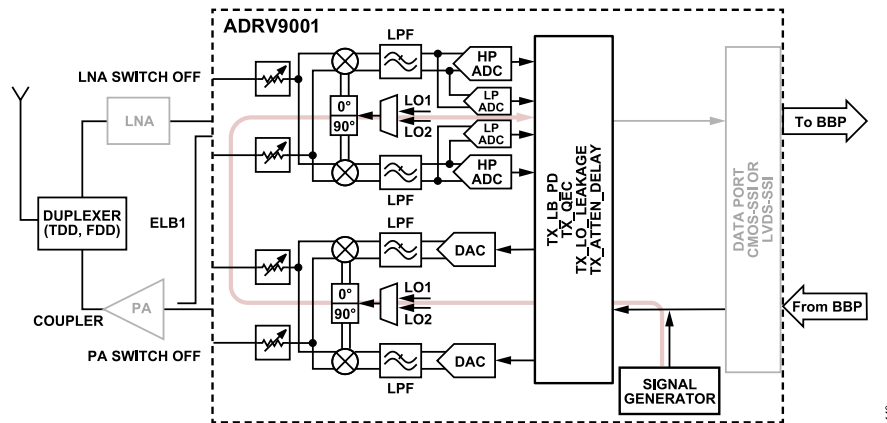 ADRV9001
LPF
LNA SWITCH OFF
HP
ADC
LNA
0°
90°
LO1
LO2
LP
ADC
LP
ADC
To BBP
HP
ADC
LPF
DUPLEXER
(TDD, FDD)
ELB1
TX_LB_PD
TX_QEC
TX_LO_LEAKAGE
TX_ATTEN_DELAY
DATA PORT
CMOS-SSI OR
LVDS-SSI
LPF
DAC
PA
COUPLER
0°
90°
LO1
LO2
From BBP
PA SWITCH OFF
DAC
LPF
SIGNAL
GENERATOR